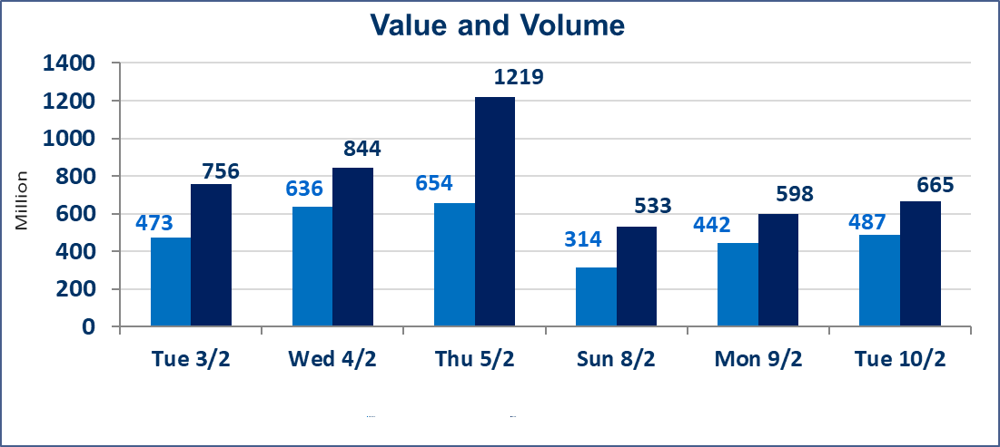 Value and Volume
1400
1200
1000
800
600
400
200
0
Million
473
756
636
844
654
1219
314
533
442
598
487
665
Tue 3/2
Wed 4/2
Thu 5/2
Sun 8/2
Mon 9/2
Tue 10/2